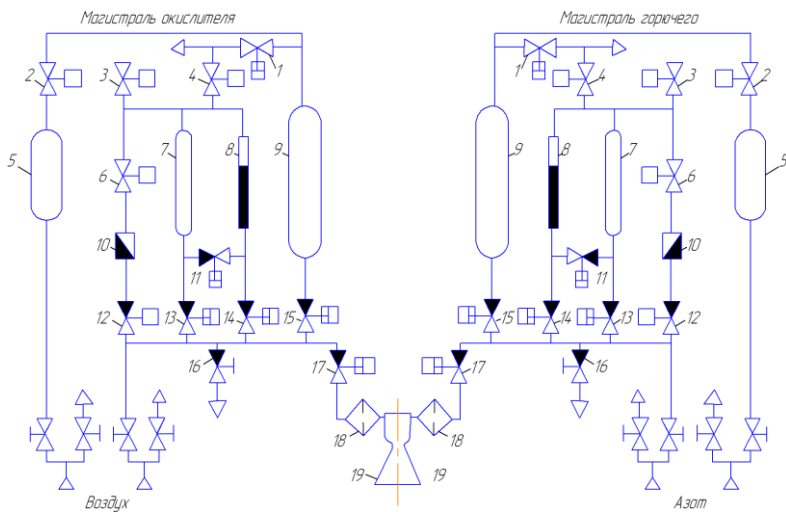 Магистраль окислителя Магистраль горючего
1 1
2 3 4 4 3 2
5 7 8 9 9 8 7 5
6 6
10 10
11 11
12 13 14 15 15 14 13 12
16 17 17 16
18 18
19 19
Воздух Азот